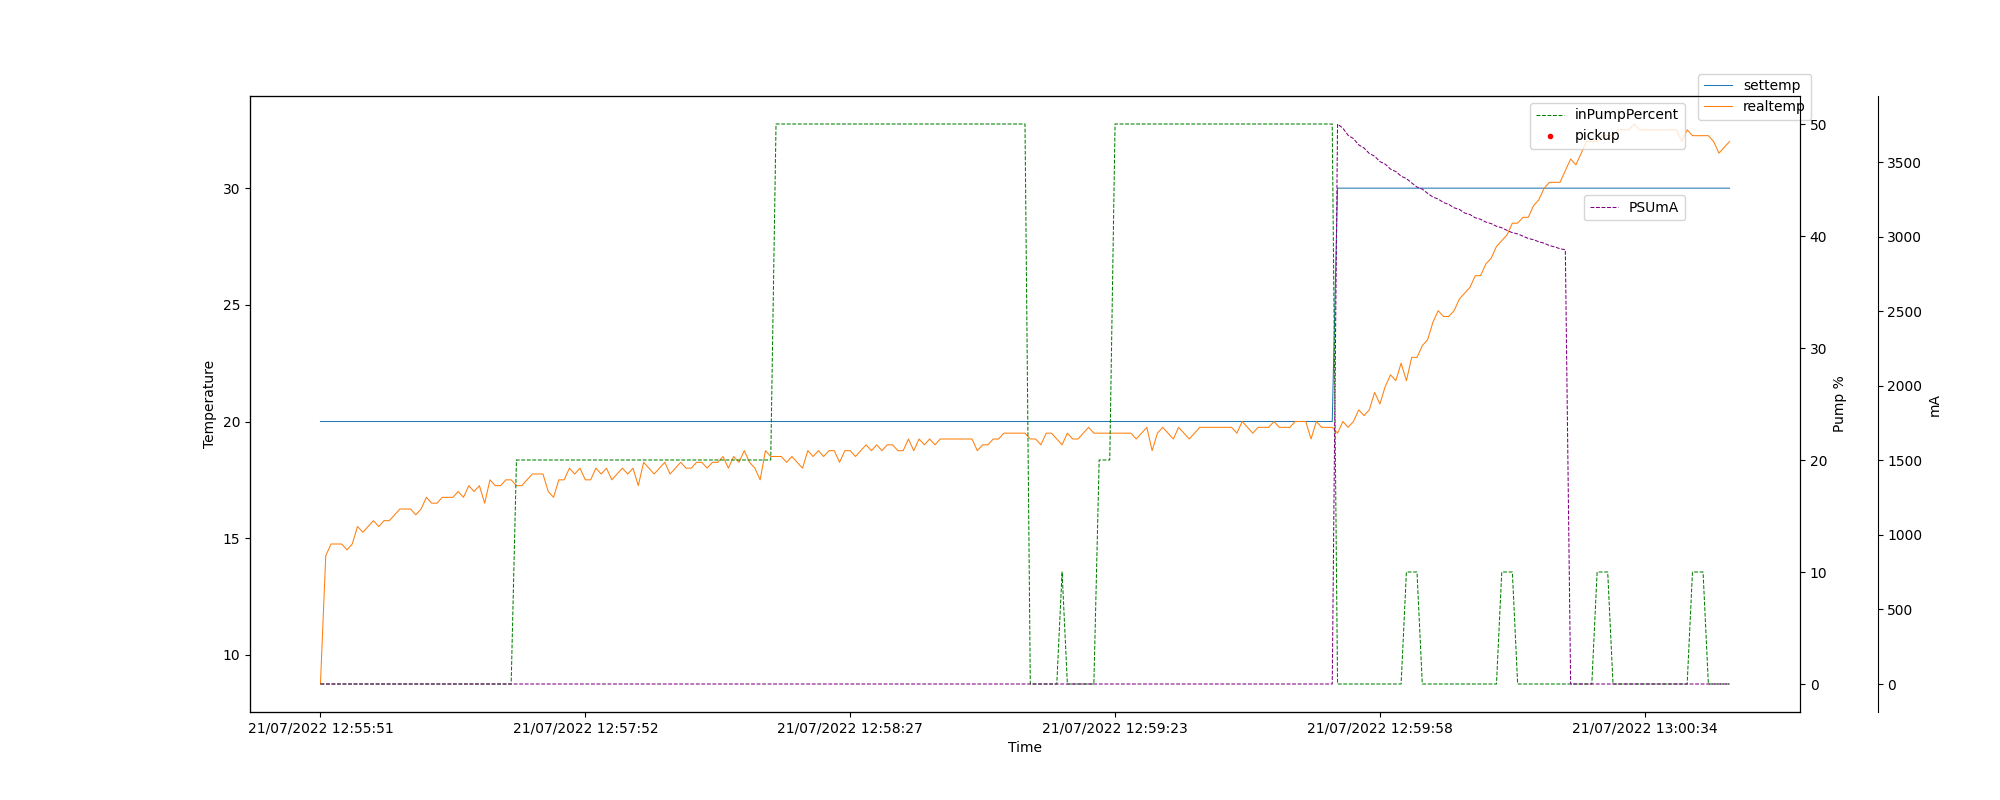 settemp
realtemp
inPumpPercent
pickup
PSUmA
30
25
20
15
10
Temperature
50
40
30
20
10
0
Pump %
3500
3000
2500
2000
1500
1000
500
0
mA
21/07/2022 12:55:51
21/07/2022 12:57:52
21/07/2022 12:58:27
21/07/2022 12:59:23
21/07/2022 12:59:58
21/07/2022 13:00:34
Time